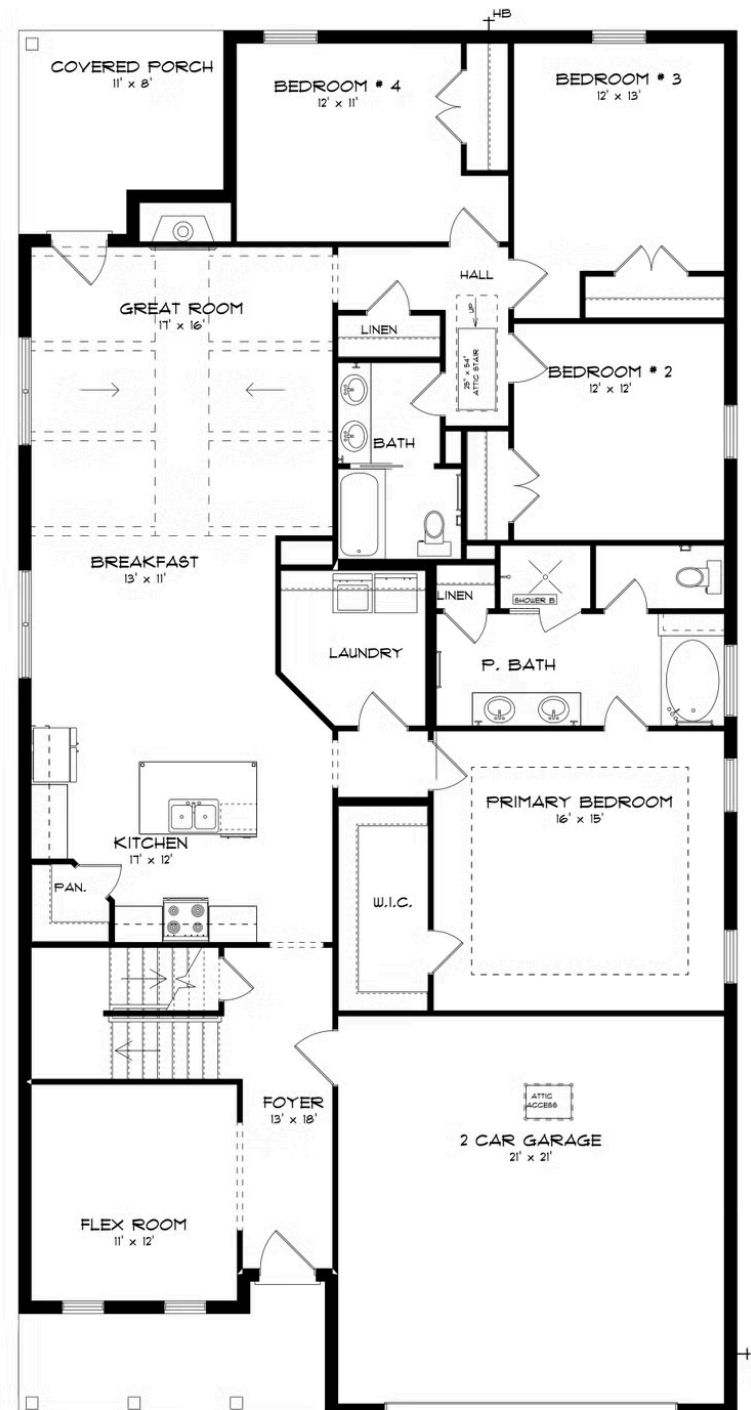 HB
COVERED PORCH
11' x 8'
BEDROOM # 4
12' x 11'
BEDROOM # 3
12' x 13'
HALL
GREAT ROOM
17' x 16'
UP
LINEN
25" x 54"
ATTIC STAIR
BEDROOM # 2
12' x 12'
BATH
BREAKFAST
13' x 11'
LINEN
SHOWER B
LAUNDRY
P. BATH
PRIMARY BEDROOM
16' x 15'
KITCHEN
17' x 12'
PAN.
W.I.C.
FOYER
13' x 18'
ATTIC
ACCESS
2 CAR GARAGE
21' x 21'
FLEX ROOM
11' x 12'